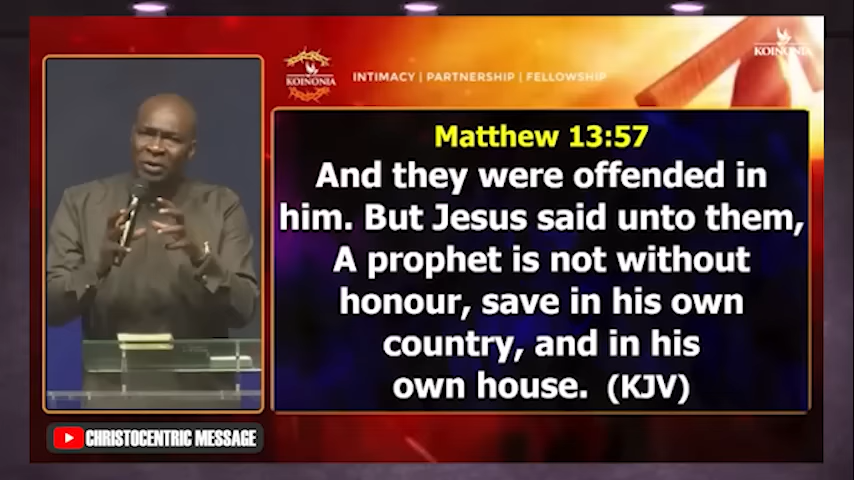 KOINONIA
INTIMACY | PARTNERSHIP | FELLOWSHIP
KOINONIA
Matthew 13:57
And they were offended in
him. But Jesus said unto them,
A prophet is not without
honour, save in his own
country, and in his
own house. (KJV)
CHRISTOCENTRIC MESSAGE